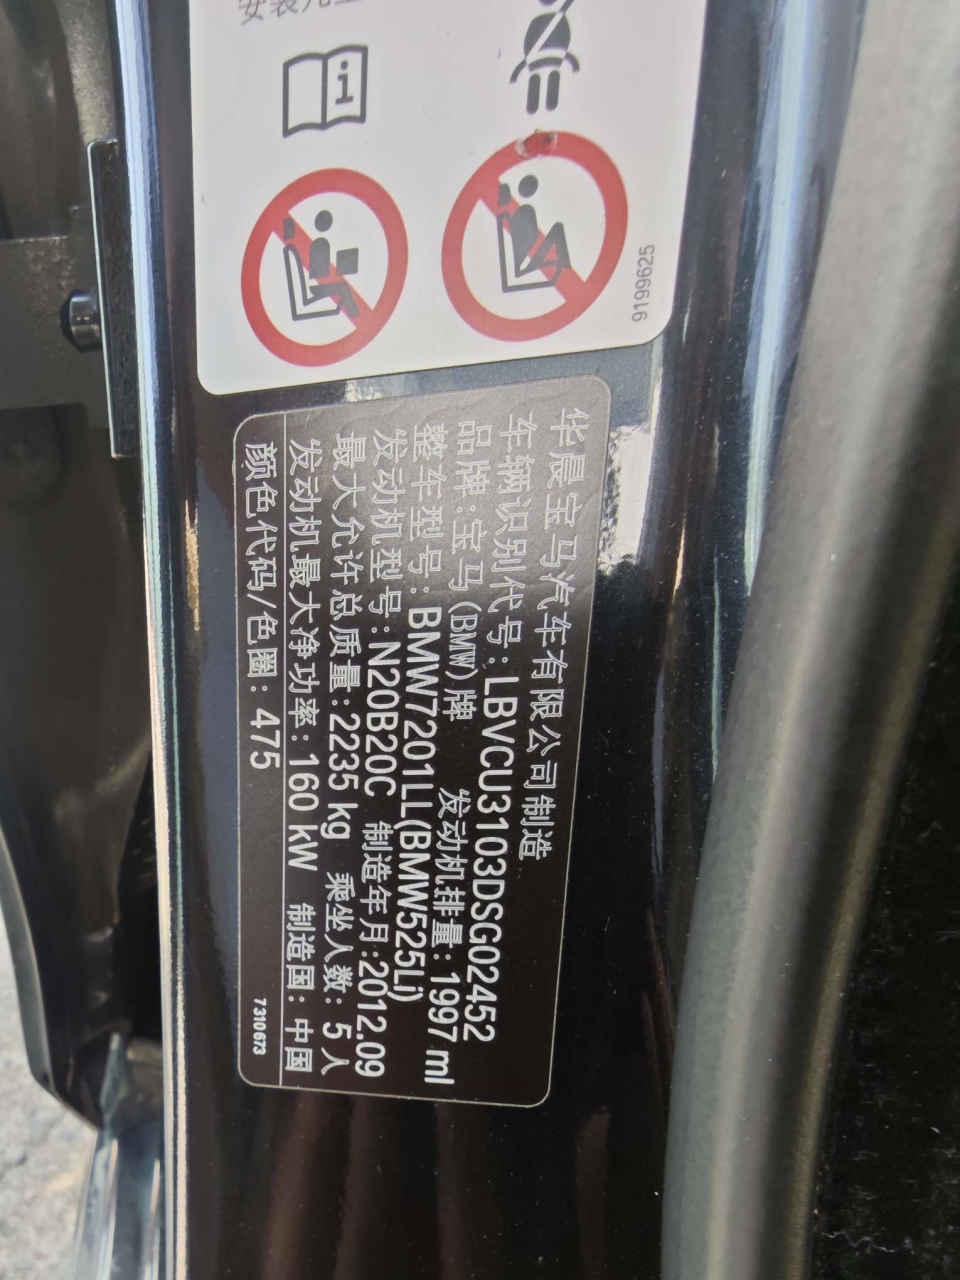 安装儿童
9199625
华晨宝马汽车有限公司制造
车辆识别代号:LBVCU3103DSG02452
品牌:宝马(BMW)牌 发动机排量:1997 ml
整车型号:BMW7201LL(BMW525Li)
发动机型号:N20B20C 制造年月:2012.09
最大允许总质量:2235 kg 乘坐人数:5人
发动机最大净功率:160 kW 制造国:中国
颜色代码/色圈:475
7310673